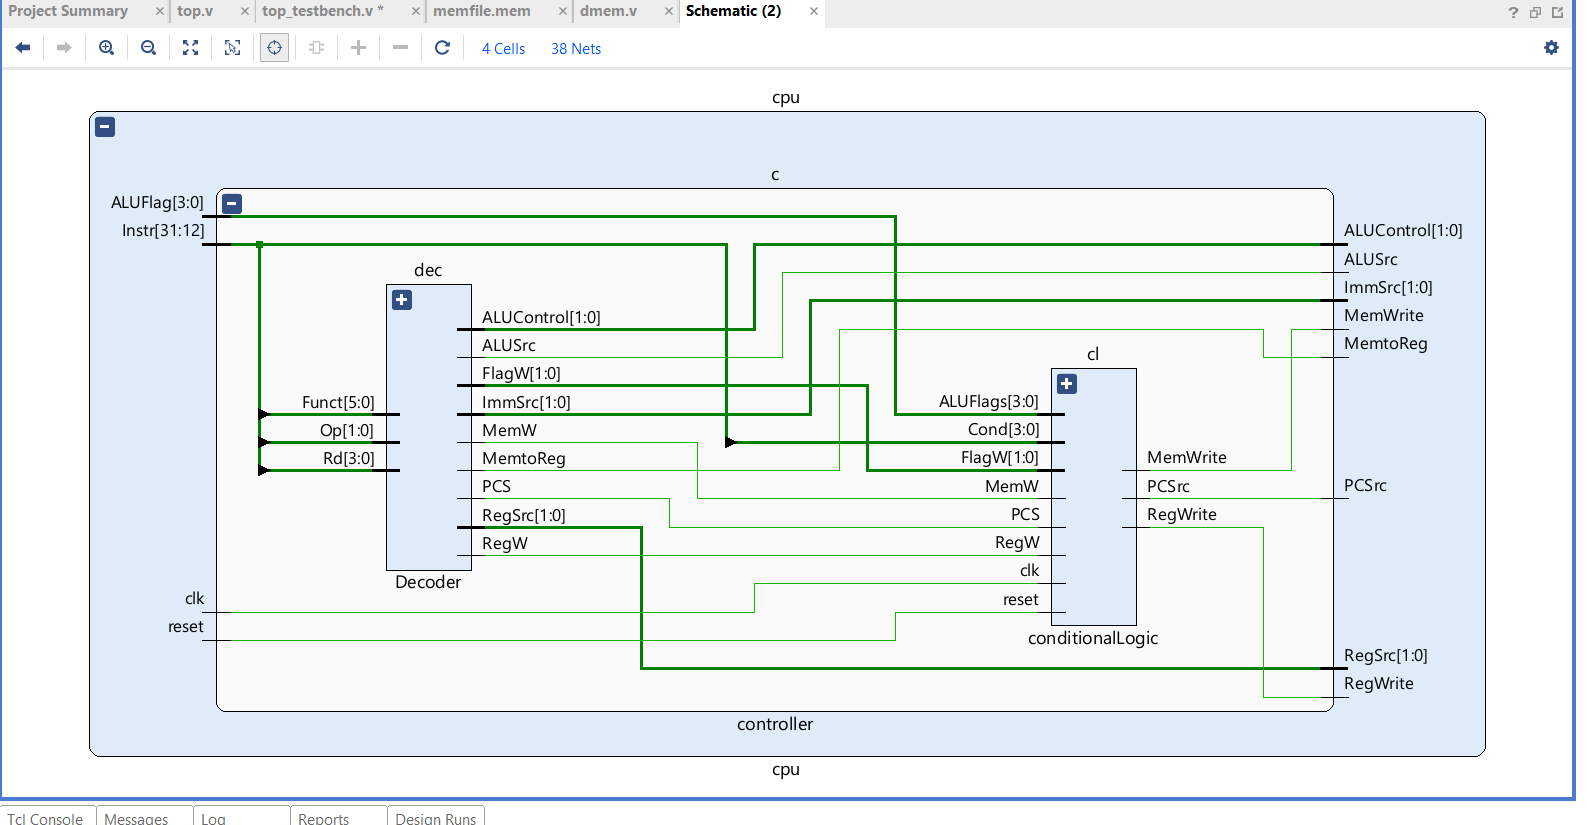 Project Summary × top.v × top_testbench.v * × memfile.mem × dmem.v × Schematic (2) × ?
4 Cells 38 Nets
cpu
c
ALUFlag[3:0]
Instr[31:12]
clk
reset
dec
Funct[5:0]
Op[1:0]
Rd[3:0]
ALUControl[1:0]
ALUSrc
FlagW[1:0]
ImmSrc[1:0]
MemW
MemtoReg
PCS
RegSrc[1:0]
RegW
Decoder
cl
ALUFlags[3:0]
Cond[3:0]
FlagW[1:0]
MemW
PCS
RegW
clk
reset
MemWrite
PCSrc
RegWrite
conditionalLogic
ALUControl[1:0]
ALUSrc
ImmSrc[1:0]
MemWrite
MemtoReg
PCSrc
RegSrc[1:0]
RegWrite
controller
cpu
Tcl Console Messages Log Reports Design Runs